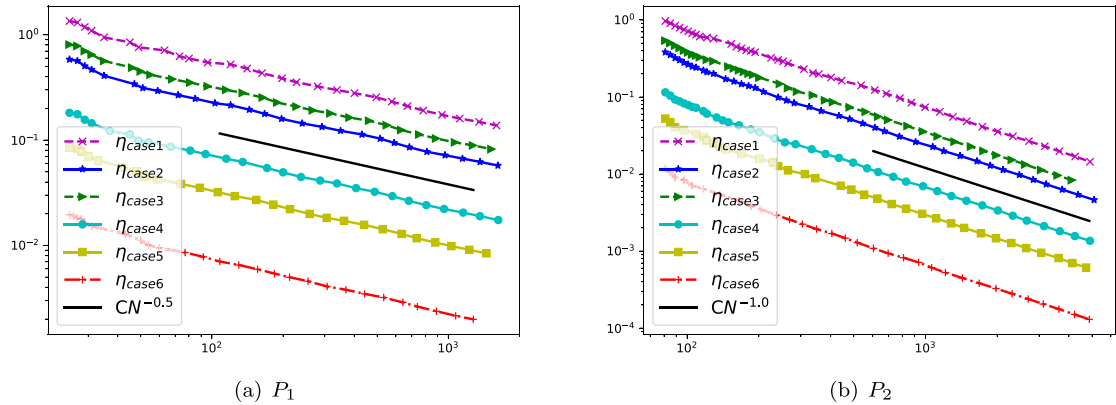 10⁰
10⁻¹
10⁻²
10² 10³
η_case1
η_case2
η_case3
η_case4
η_case5
η_case6
CN⁻⁰·⁵
(a) P₁
10⁰
10⁻¹
10⁻²
10⁻³
10⁻⁴
10² 10³
η_case1
η_case2
η_case3
η_case4
η_case5
η_case6
CN⁻¹·⁰
(b) P₂